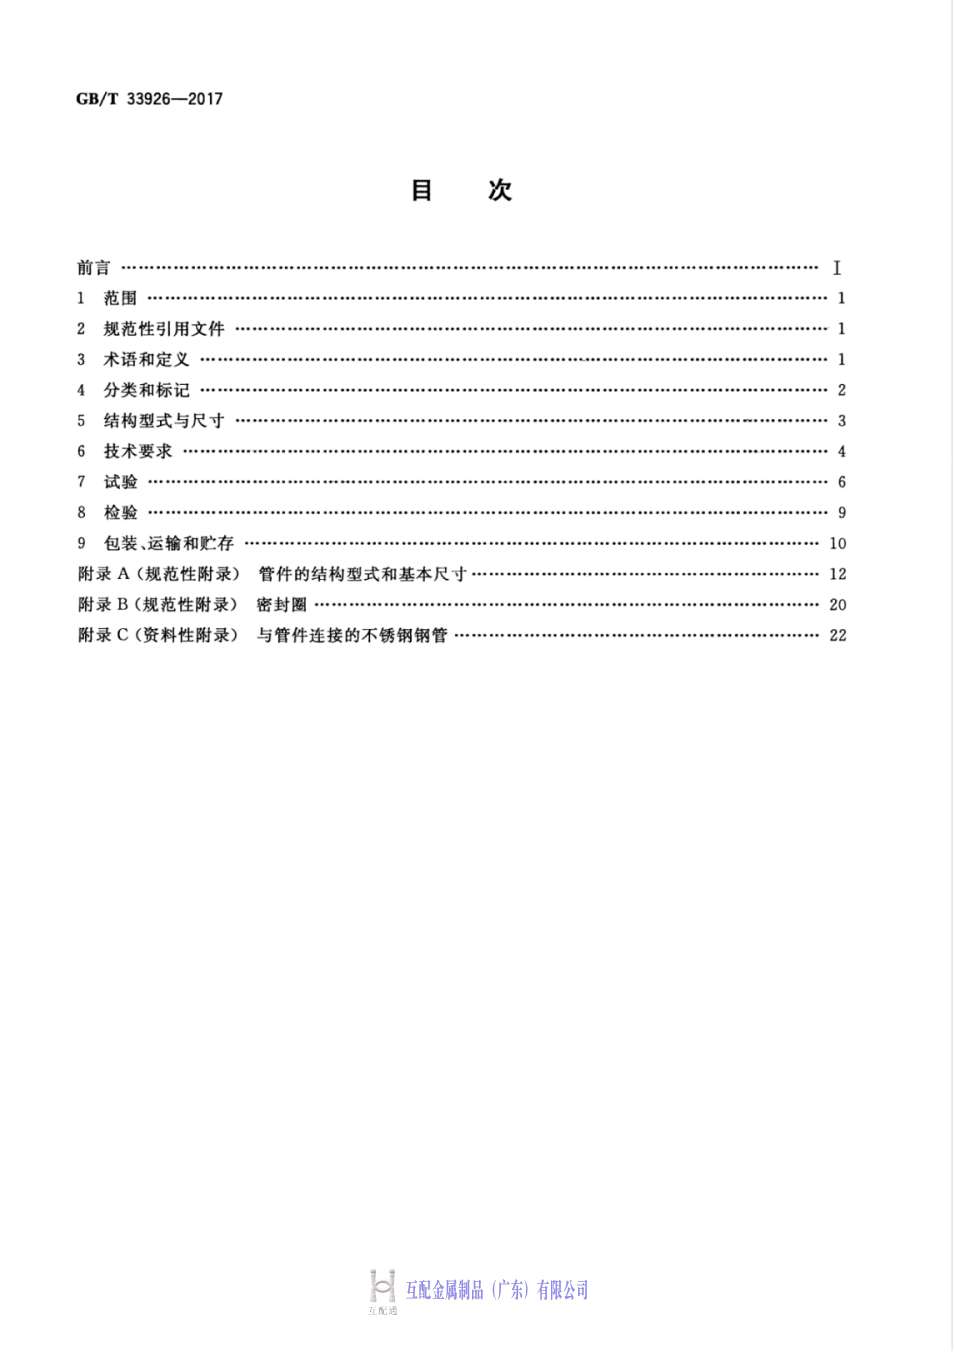 GB/T 33926—2017
目 次
前言 ………………………………………………………………………………………… Ⅰ
1 范围 ……………………………………………………………………………………… 1
2 规范性引用文件 ………………………………………………………………………… 1
3 术语和定义 ……………………………………………………………………………… 1
4 分类和标记 ……………………………………………………………………………… 2
5 结构型式与尺寸 ………………………………………………………………………… 3
6 技术要求 ………………………………………………………………………………… 4
7 试验 ……………………………………………………………………………………… 6
8 检验 ……………………………………………………………………………………… 9
9 包装、运输和贮存 ……………………………………………………………………… 10
附录 A（规范性附录） 管件的结构型式和基本尺寸 …………………………………… 12
附录 B（规范性附录） 密封圈 …………………………………………………………… 20
附录 C（资料性附录） 与管件连接的不锈钢钢管 ……………………………………… 22
互配金属制品（广东）有限公司
互配通